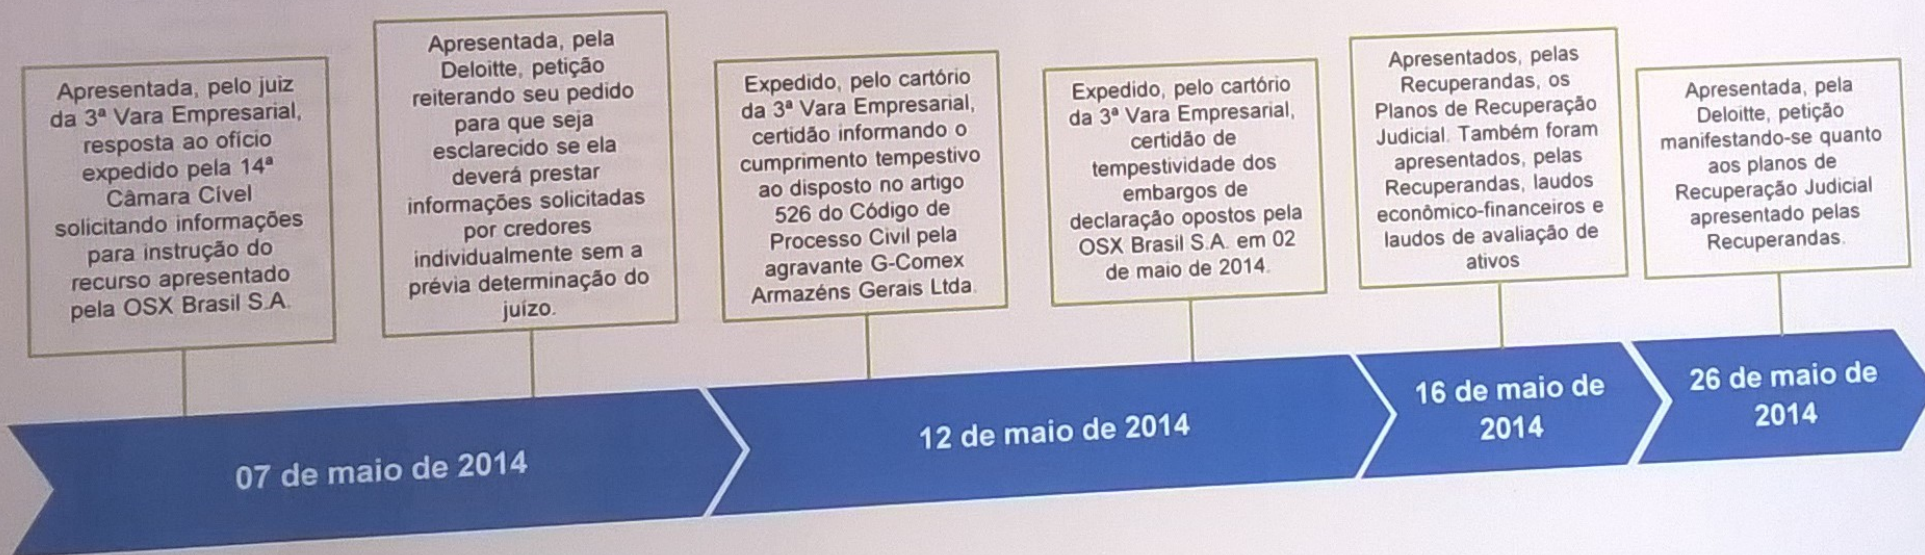 Apresentada, pelo juiz
da 3ª Vara Empresarial,
resposta ao ofício
expedido pela 14ª
Câmara Cível
solicitando informações
para instrução do
recurso apresentado
pela OSX Brasil S.A.
Apresentada, pela
Deloitte, petição
reiterando seu pedido
para que seja
esclarecido se ela
deverá prestar
informações solicitadas
por credores
individualmente sem a
prévia determinação do
juízo.
Expedido, pelo cartório
da 3ª Vara Empresarial,
certidão informando o
cumprimento tempestivo
ao disposto no artigo
526 do Código de
Processo Civil pela
agravante G-Comex
Armazéns Gerais Ltda.
Expedido, pelo cartório
da 3ª Vara Empresarial,
certidão de
tempestividade dos
embargos de
declaração opostos pela
OSX Brasil S.A. em 02
de maio de 2014.
Apresentados, pelas
Recuperandas, os
Planos de Recuperação
Judicial. Também foram
apresentados, pelas
Recuperandas, laudos
econômico-financeiros e
laudos de avaliação de
ativos
Apresentada, pela
Deloitte, petição
manifestando-se quanto
aos planos de
Recuperação Judicial
apresentado pelas
Recuperandas.
07 de maio de 2014
12 de maio de 2014
16 de maio de
2014
26 de maio de
2014